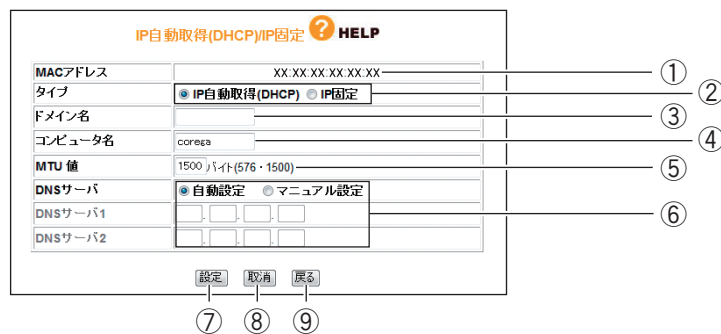 IP自動取得(DHCP)/IP固定 ? HELP
MACアドレス XX:XX:XX:XX:XX:XX ①
タイプ IP自動取得(DHCP) IP固定 ②
ドメイン名 ③
コンピュータ名 corega ④
MTU 値 1500 バイト(576・1500) ⑤
DNSサーバ 自動設定 マニュアル設定 ⑥
DNSサーバ1 . . .
DNSサーバ2 . . .
設定 取消 戻る
⑦ ⑧ ⑨